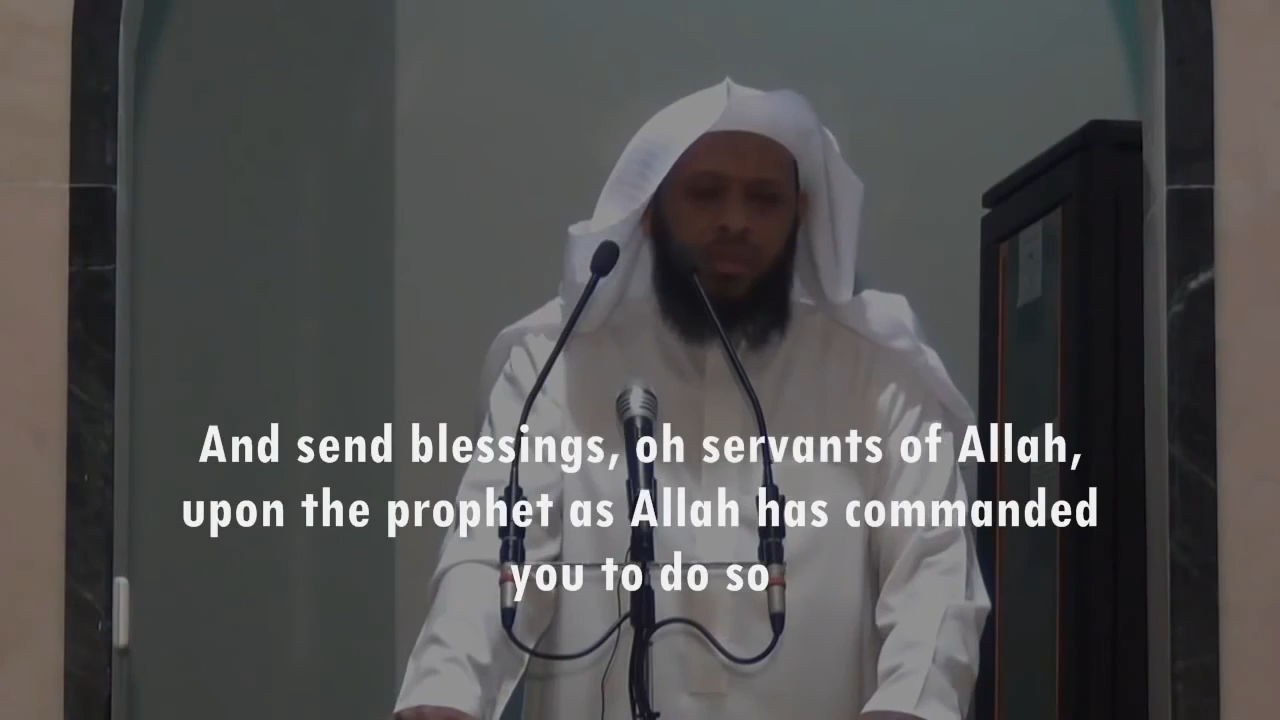 And send blessings, oh servants of Allah,
upon the prophet as Allah has commanded
you to do so